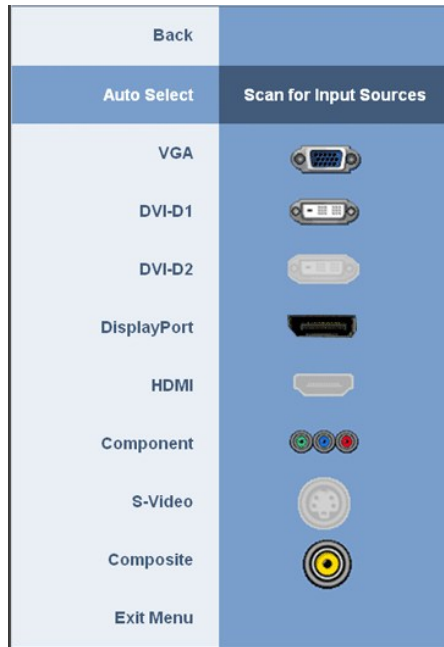 Back
Auto Select Scan for Input Sources
VGA
DVI-D1
DVI-D2
DisplayPort
HDMI
Component
S-Video
Composite
Exit Menu